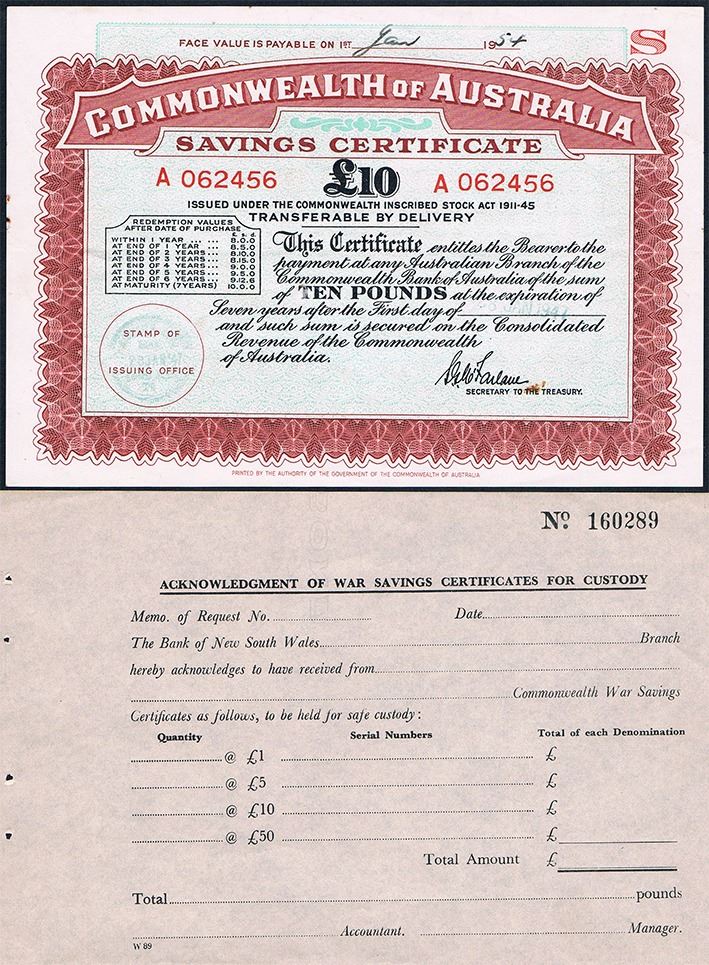 FACE VALUE IS PAYABLE ON 1ST Jan 1954
S
COMMONWEALTH OF AUSTRALIA
SAVINGS CERTIFICATE
A 062456 £10 A 062456
ISSUED UNDER THE COMMONWEALTH INSCRIBED STOCK ACT 1911-45
TRANSFERABLE BY DELIVERY
REDEMPTION VALUES
AFTER DATE OF PURCHASE
£ s. d.
WITHIN 1 YEAR ... 8.0.0
AT END OF 1 YEAR ... 8.5.0
AT END OF 2 YEARS ... 8.10.0
AT END OF 3 YEARS ... 8.15.0
AT END OF 4 YEARS ... 9.0.0
AT END OF 5 YEARS ... 9.5.0
AT END OF 6 YEARS ... 9.12.6
AT MATURITY (7 YEARS) 10.0.0
This Certificate entitles the Bearer to the
payment at any Australian Branch of the
Commonwealth Bank of Australia of the sum
of TEN POUNDS at the expiration of
Seven years after the First day of
and such sum is secured on the Consolidated
Revenue of the Commonwealth
of Australia.
STAMP OF
ISSUING OFFICE
SECRETARY TO THE TREASURY.
PRINTED BY THE AUTHORITY OF THE GOVERNMENT OF THE COMMONWEALTH OF AUSTRALIA
No. 160289
ACKNOWLEDGMENT OF WAR SAVINGS CERTIFICATES FOR CUSTODY
Memo. of Request No. Date
The Bank of New South Wales Branch
hereby acknowledges to have received from
Commonwealth War Savings
Certificates as follows, to be held for safe custody:
Quantity Serial Numbers Total of each Denomination
@ £1 £
@ £5 £
@ £10 £
@ £50 £
Total Amount £
Total pounds
Accountant. Manager.
W 89